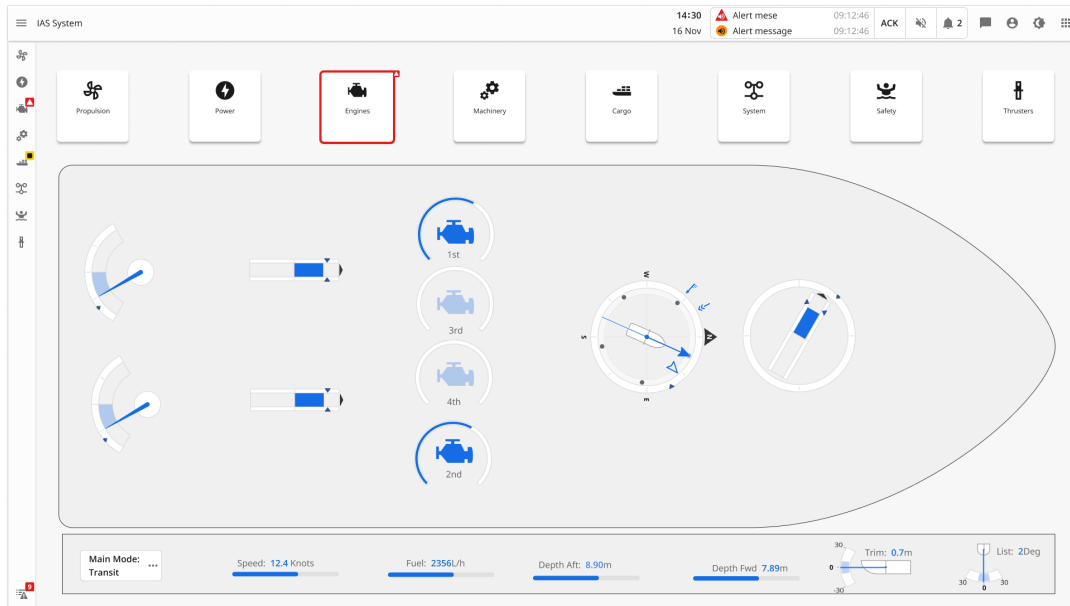 IAS System
14:30
16 Nov
Alert mese 09:12:46
Alert message 09:12:46
ACK
2
Propulsion
Power
Engines
Machinery
Cargo
System
Safety
Thrusters
1st
3rd
4th
2nd
W
S
N
E
Main Mode:
Transit
...
Speed: 12.4 Knots
Fuel: 2356L/h
Depth Aft: 8.90m
Depth Fwd 7.89m
30
0
-30
Trim: 0.7m
List: 2Deg
30
0
30
9